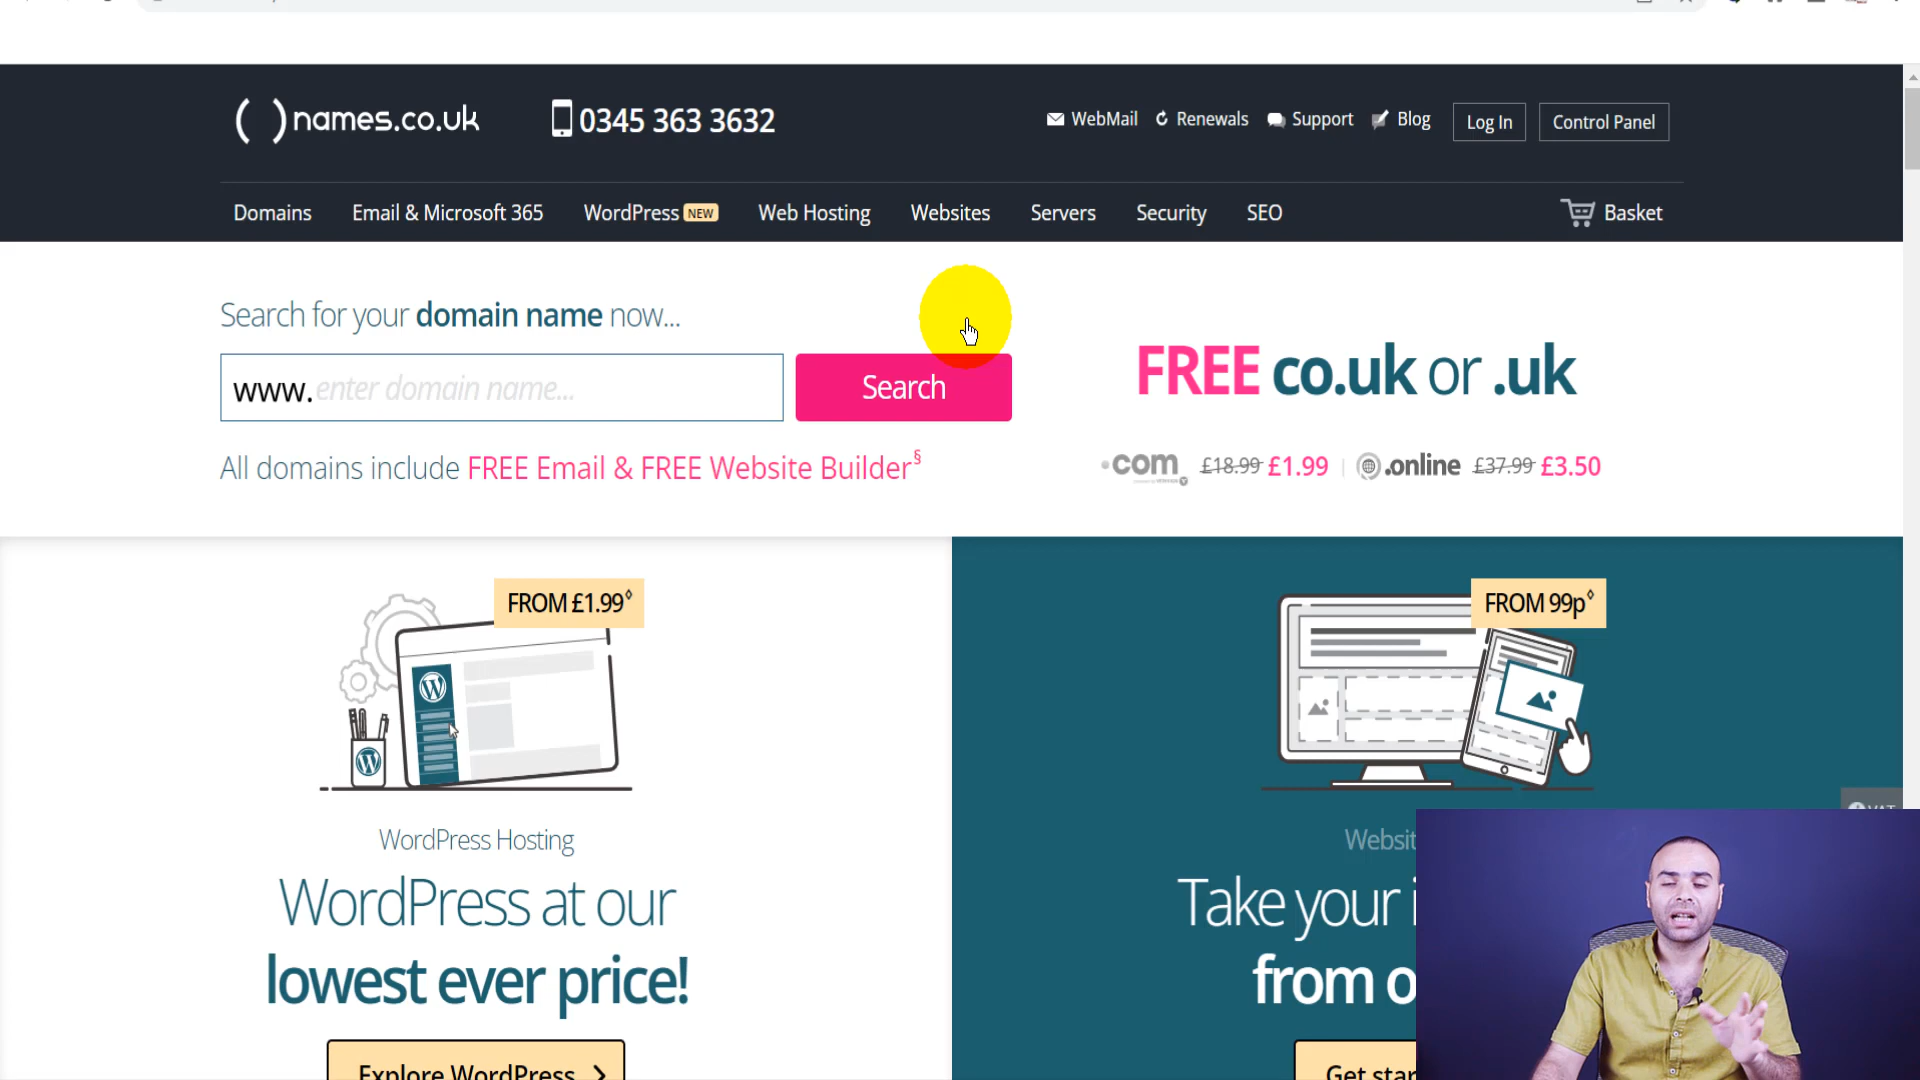 names.co.uk
0345 363 3632
WebMail Renewals Support Blog Log In Control Panel
Domains Email & Microsoft 365 WordPress NEW Web Hosting Websites Servers Security SEO Basket
Search for your domain name now...
www. enter domain name... Search
All domains include FREE Email & FREE Website Builder§
FREE co.uk or .uk
.com £18.99 £1.99 | .online £37.99 £3.50
FROM £1.99◊
WordPress Hosting
WordPress at our
lowest ever price!
Explore WordPress
FROM 99p◊
Take your
from
Get
VAT